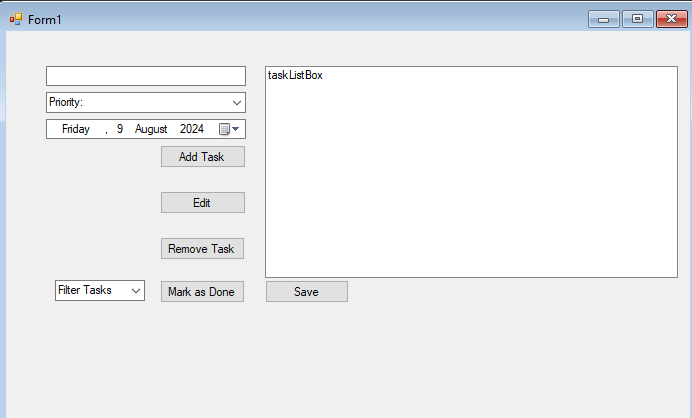 Form1
taskListBox
Priority:
Friday , 9 August 2024
Add Task
Edit
Remove Task
Filter Tasks
Mark as Done
Save